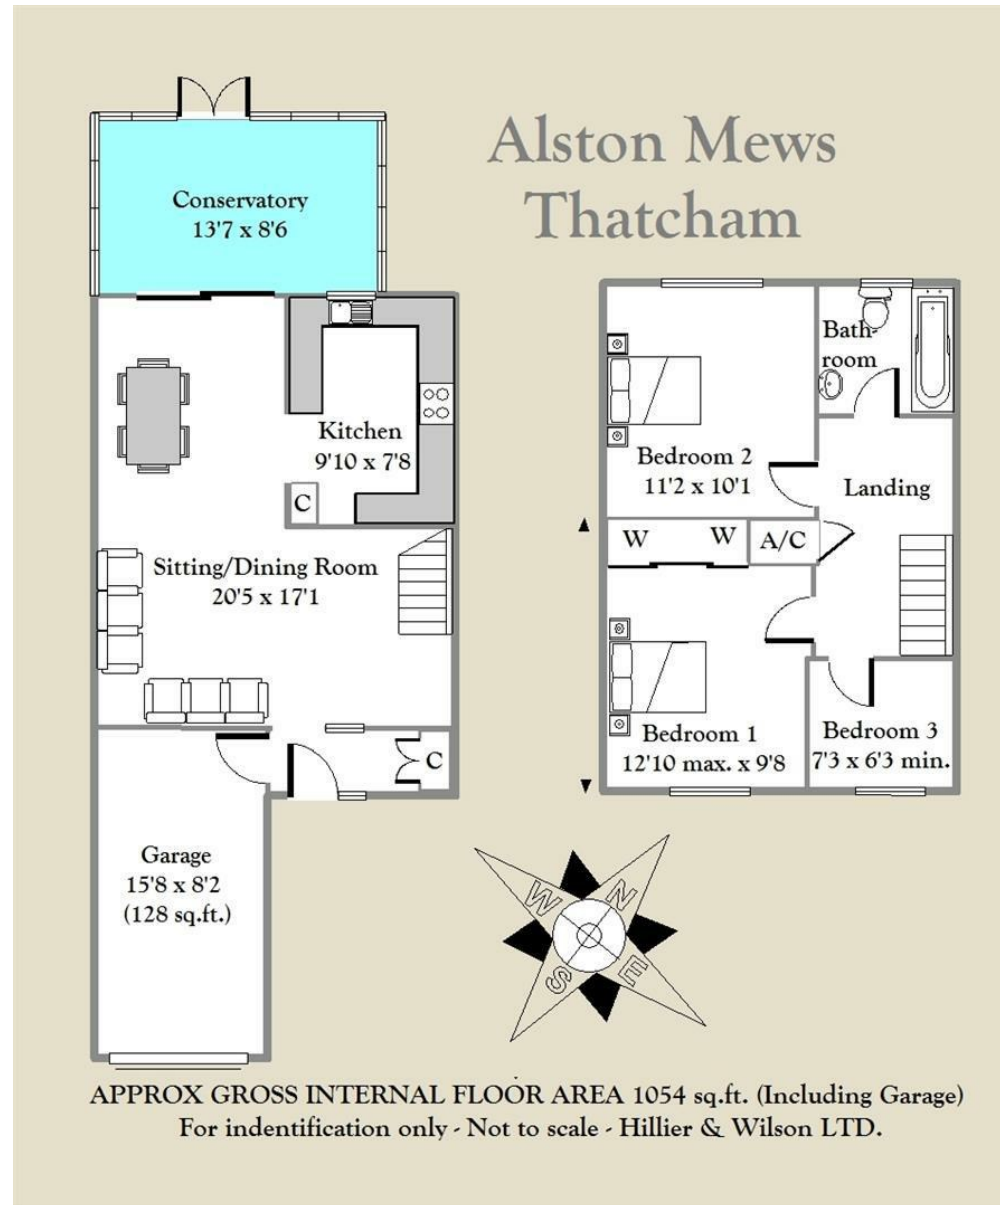 Alston Mews
Thatcham
Conservatory
13'7 x 8'6
Kitchen
9'10 x 7'8
C
Sitting/Dining Room
20'5 x 17'1
C
Garage
15'8 x 8'2
(128 sq.ft.)
Bath-
room
Bedroom 2
11'2 x 10'1
Landing
W
W
A/C
Bedroom 1
12'10 max. x 9'8
Bedroom 3
7'3 x 6'3 min.
W
N
S
E
APPROX GROSS INTERNAL FLOOR AREA 1054 sq.ft. (Including Garage)
For indentification only - Not to scale - Hillier & Wilson LTD.